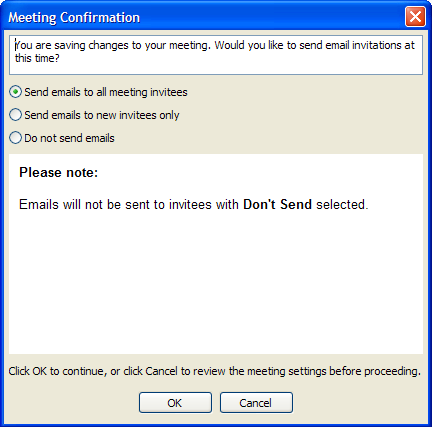 Meeting Confirmation
You are saving changes to your meeting. Would you like to send email invitations at
this time?
Send emails to all meeting invitees
Send emails to new invitees only
Do not send emails
Please note:
Emails will not be sent to invitees with Don't Send selected.
Click OK to continue, or click Cancel to review the meeting settings before proceeding.
OK
Cancel